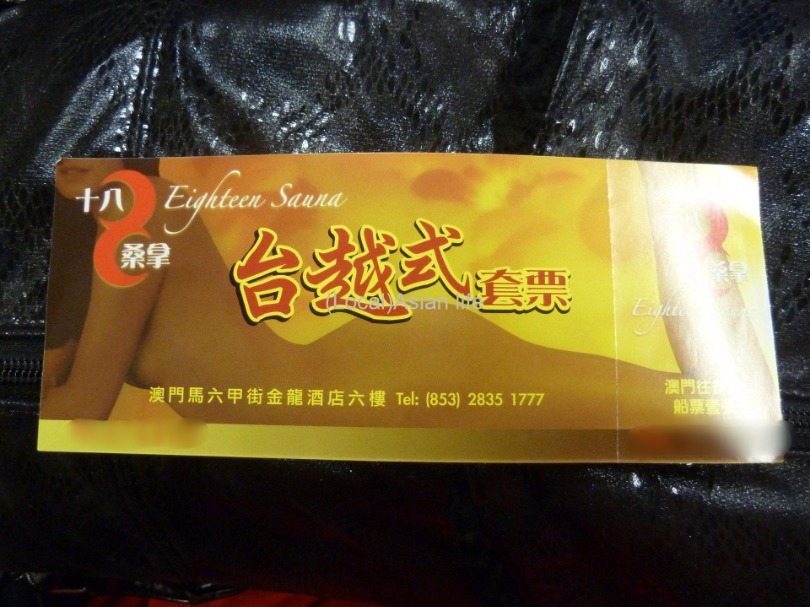 十八
桑拿
Eighteen Sauna
台越式套票
(Local)Asian life
澳門馬六甲街金龍酒店六樓 Tel: (853) 2835 1777
桑拿
Eighteen Sauna
澳門往
船票壹